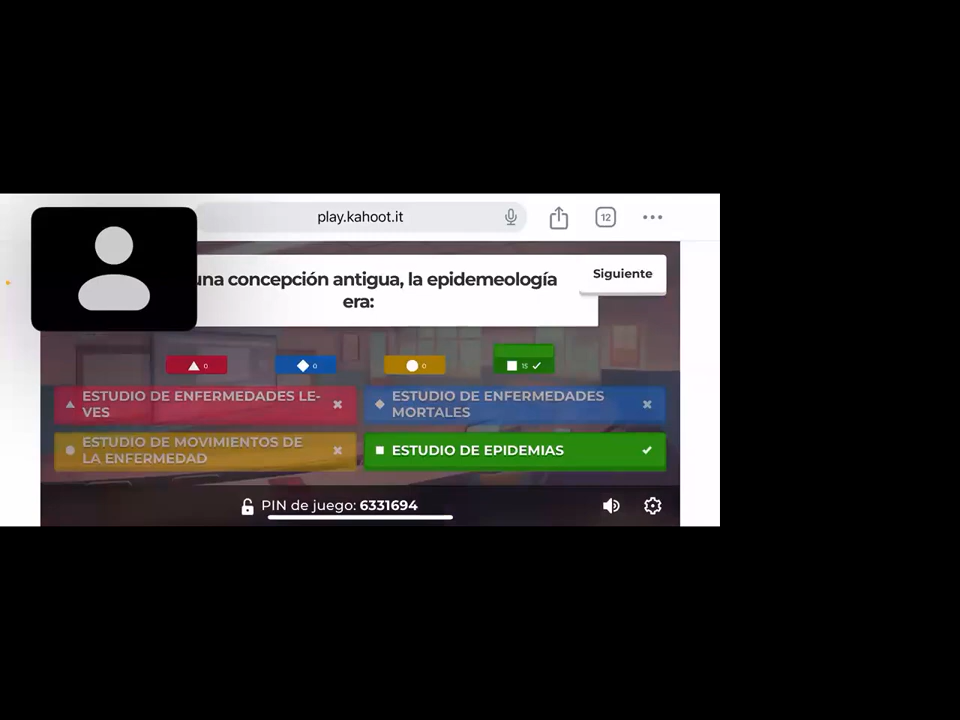 play.kahoot.it
12
una concepción antigua, la epidemeología
era:
Siguiente
0
0
0
15
ESTUDIO DE ENFERMEDADES LE-
VES
ESTUDIO DE ENFERMEDADES
MORTALES
ESTUDIO DE MOVIMIENTOS DE
LA ENFERMEDAD
ESTUDIO DE EPIDEMIAS
PIN de juego: 6331694